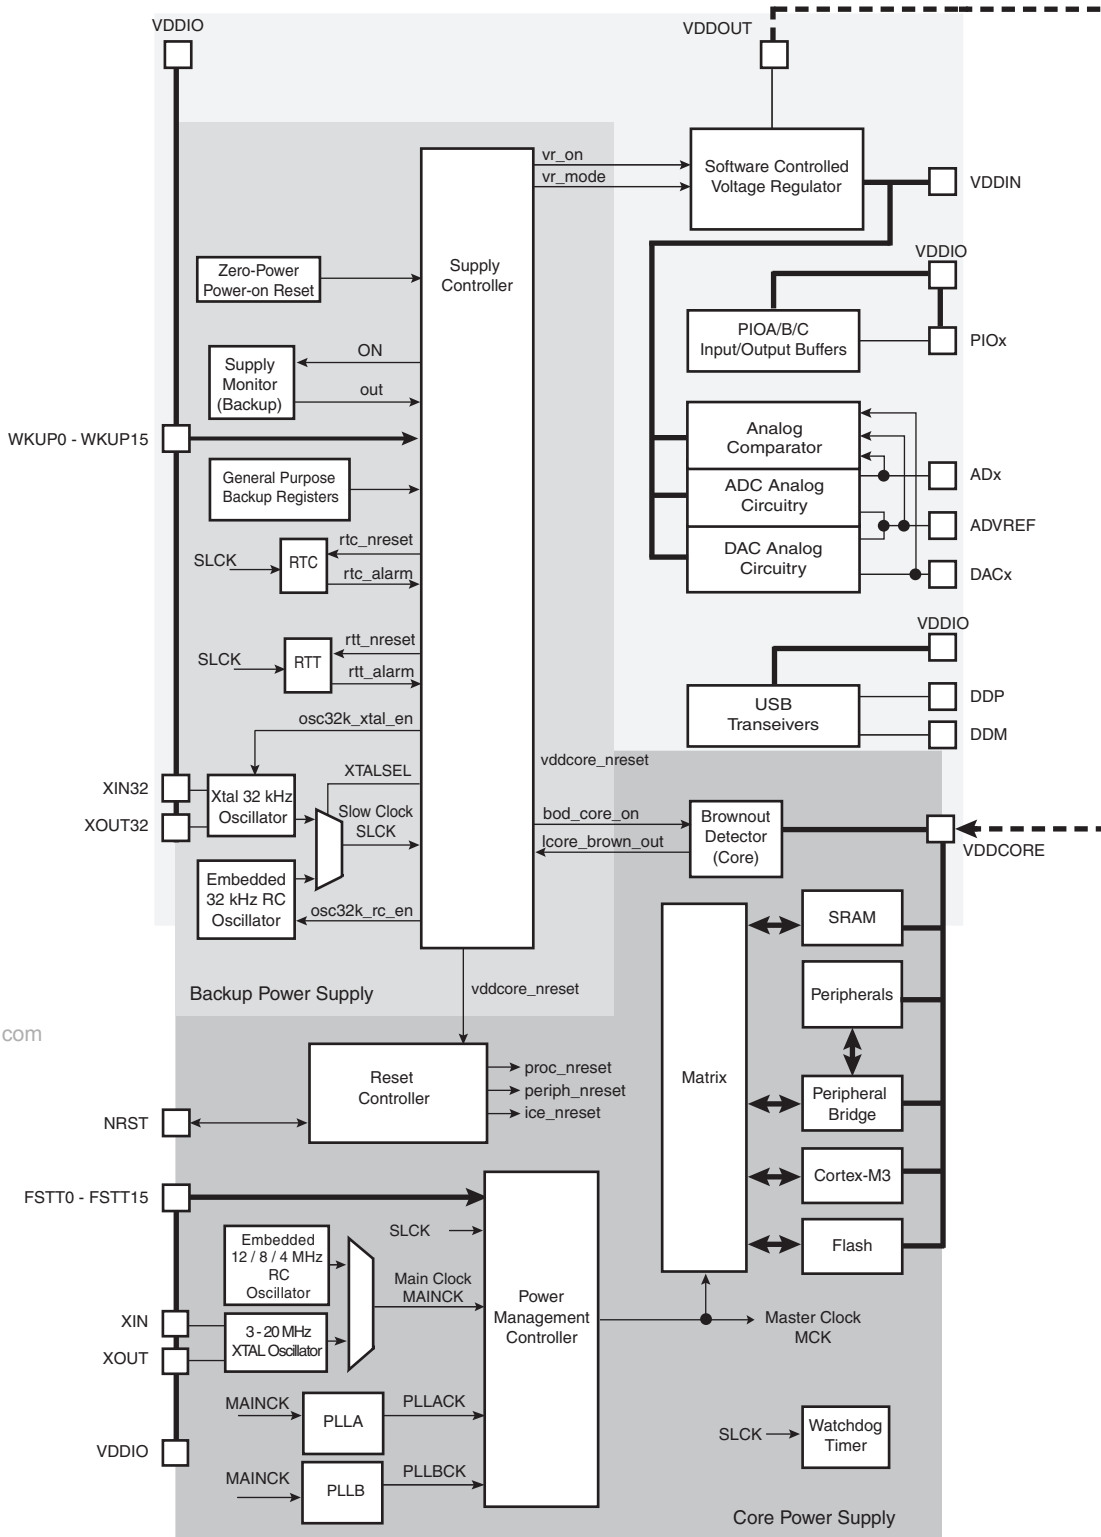 VDDIO
VDDOUT
vr_on
vr_mode
Software Controlled
Voltage Regulator
VDDIN
Supply
Controller
Zero-Power
Power-on Reset
VDDIO
PIOA/B/C
Input/Output Buffers
PIOx
Supply
Monitor
(Backup)
ON
out
WKUP0 - WKUP15
General Purpose
Backup Registers
Analog
Comparator
ADC Analog
Circuitry
DAC Analog
Circuitry
ADx
ADVREF
DACx
SLCK
RTC
rtc_nreset
rtc_alarm
SLCK
RTT
rtt_nreset
rtt_alarm
VDDIO
USB
Transeivers
DDP
DDM
osc32k_xtal_en
XTALSEL
vddcore_nreset
XIN32
XOUT32
Xtal 32 kHz
Oscillator
Slow Clock
SLCK
bod_core_on
lcore_brown_out
Brownout
Detector
(Core)
VDDCORE
Embedded
32 kHz RC
Oscillator
osc32k_rc_en
SRAM
Backup Power Supply
vddcore_nreset
Peripherals
com
Reset
Controller
proc_nreset
periph_nreset
ice_nreset
Matrix
Peripheral
Bridge
NRST
Cortex-M3
FSTT0 - FSTT15
SLCK
Flash
Embedded
12 / 8 / 4 MHz
RC
Oscillator
Main Clock
MAINCK
Power
Management
Controller
XIN
XOUT
3 - 20 MHz
XTAL Oscillator
Master Clock
MCK
MAINCK
PLLA
PLLACK
SLCK
Watchdog
Timer
VDDIO
MAINCK
PLLB
PLLBCK
Core Power Supply